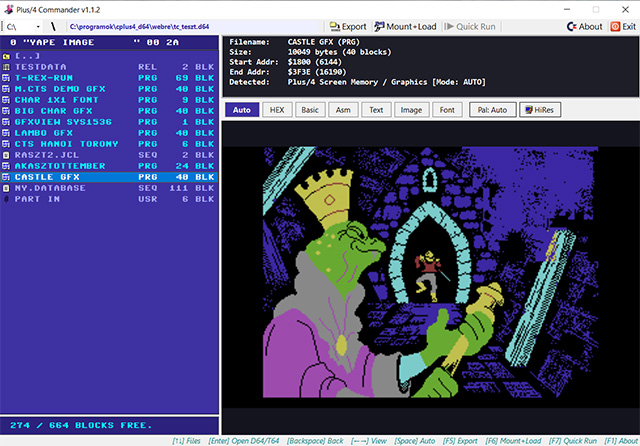 Plus/4 Commander v1.1.2
C:\ \ C:\programok\cplus4_d64\webre\tc_teszt.d64 Export Mount+Load Quick Run About Exit
0 "YAPE IMAGE " 00 2A
[..]
TESTDATA REL 2 BLK
T-REX-RUN PRG 69 BLK
M.CTS DEMO GFX PRG 40 BLK
CHAR 1X1 FONT PRG 9 BLK
BIG CHAR GFX PRG 40 BLK
GFXVIEW SYS1536 PRG 1 BLK
LAMBO GFX PRG 40 BLK
CTS HANOI TORONY PRG 6 BLK
RASZT2.JCL SEQ 2 BLK
AKASZTOTTEMBER PRG 24 BLK
CASTLE GFX PRG 40 BLK
NY.DATABASE SEQ 111 BLK
PART IN USR 6 BLK
274 / 664 BLOCKS FREE.
Filename: CASTLE GFX (PRG)
Size: 10049 bytes (40 blocks)
Start Addr: $1800 (6144)
End Addr: $3F3E (16190)
Detected: Plus/4 Screen Memory / Graphics [Mode: AUTO]
Auto HEX Basic Asm Text Image Font Pal: Auto HiRes
[↑↓] Files [Enter] Open D64/T64 [Backspace] Back [←→] View [Space] Auto [F5] Export [F6] Mount+Load [F7] Quick Run [F1] About